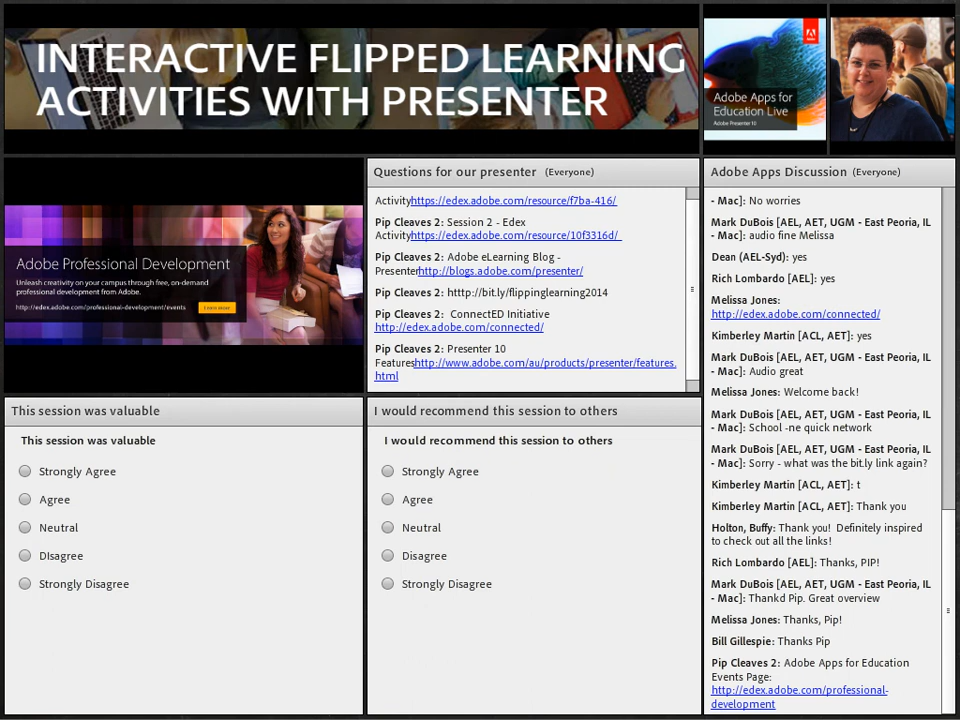 INTERACTIVE FLIPPED LEARNING
ACTIVITIES WITH PRESENTER
Adobe
Adobe Apps for
Education Live
Adobe Presenter 10
Adobe Professional Development
Unleash creativity on your campus through free, on-demand
professional development from Adobe.
http://edex.adobe.com/professional-development/events
Questions for our presenter (Everyone)
Activityhttps://edex.adobe.com/resource/f7ba-416/
Pip Cleaves 2: Session 2 - Edex
Activityhttps://edex.adobe.com/resource/10f3316d/
Pip Cleaves 2: Adobe eLearning Blog -
Presenterhttp://blogs.adobe.com/presenter/
Pip Cleaves 2: htttp://bit.ly/flippinglearning2014
Pip Cleaves 2: ConnectED Initiative
http://edex.adobe.com/connected/
Pip Cleaves 2: Presenter 10
Featureshttp://www.adobe.com/au/products/presenter/features.
html
Adobe Apps Discussion (Everyone)
- Mac]: No worries
Mark DuBois [AEL, AET, UGM - East Peoria, IL
- Mac]: audio fine Melissa
Dean (AEL-Syd): yes
Rich Lombardo [AEL]: yes
Melissa Jones:
http://edex.adobe.com/connected/
Kimberley Martin [ACL, AET]: yes
Mark DuBois [AEL, AET, UGM - East Peoria, IL
- Mac]: Audio great
Melissa Jones: Welcome back!
Mark DuBois [AEL, AET, UGM - East Peoria, IL
- Mac]: School -ne quick network
Mark DuBois [AEL, AET, UGM - East Peoria, IL
- Mac]: Sorry - what was the bit.ly link again?
Kimberley Martin [ACL, AET]: t
Kimberley Martin [ACL, AET]: Thank you
Holton, Buffy: Thank you! Definitely inspired
to check out all the links!
Rich Lombardo [AEL]: Thanks, PIP!
Mark DuBois [AEL, AET, UGM - East Peoria, IL
- Mac]: Thankd Pip. Great overview
Melissa Jones: Thanks, Pip!
Bill Gillespie: Thanks Pip
Pip Cleaves 2: Adobe Apps for Education
Events Page:
http://edex.adobe.com/professional-
development
This session was valuable
This session was valuable
Strongly Agree
Agree
Neutral
DIsagree
Strongly Disagree
I would recommend this session to others
I would recommend this session to others
Strongly Agree
Agree
Neutral
Disagree
Strongly Disagree